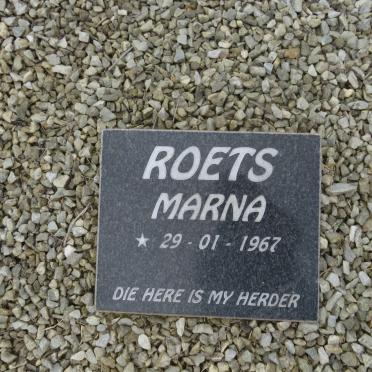 ROETS
MARNA
★ 29 - 01 - 1967
DIE HERE IS MY HERDER